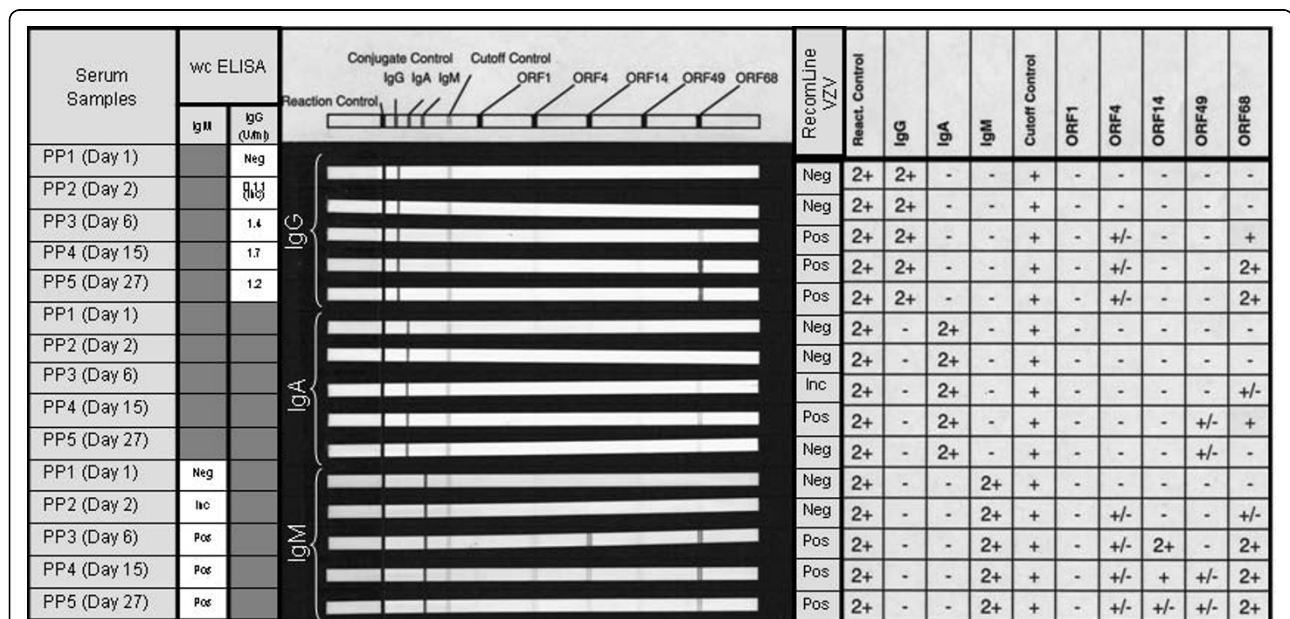 Serum Samples wc ELISA Conjugate Control Cutoff Control RecomLine VZV React. Control IgG IgA IgM Cutoff Control ORF1 ORF4 ORF14 ORF49 ORF68
IgG IgA IgM ORF1 ORF4 ORF14 ORF49 ORF68
Reaction Control
IgM IgG (U/ml)
PP1 (Day 1) Neg Neg 2+ 2+ - - + - - - - -
PP2 (Day 2) (Inc) Neg 2+ 2+ - - + - - - - -
PP3 (Day 6) 1.4 Pos 2+ 2+ - - + - +/- - - +
PP4 (Day 15) 1.7 Pos 2+ 2+ - - + - +/- - - 2+
PP5 (Day 27) 1.2 Pos 2+ 2+ - - + - +/- - - 2+
IgG
PP1 (Day 1) Neg 2+ - 2+ - + - - - - -
PP2 (Day 2) Neg 2+ - 2+ - + - - - - -
PP3 (Day 6) Inc 2+ - 2+ - + - - - - +/-
PP4 (Day 15) Pos 2+ - 2+ - + - - - +/- +
PP5 (Day 27) Neg 2+ - 2+ - + - - - +/- -
IgA
PP1 (Day 1) Neg Neg 2+ - - 2+ + - - - - -
PP2 (Day 2) Inc Neg 2+ - - 2+ + - +/- - - +/-
PP3 (Day 6) Pos Pos 2+ - - 2+ + - +/- 2+ - 2+
PP4 (Day 15) Pos Pos 2+ - - 2+ + - +/- + +/- 2+
PP5 (Day 27) Pos Pos 2+ - - 2+ + - +/- +/- +/- 2+
IgM